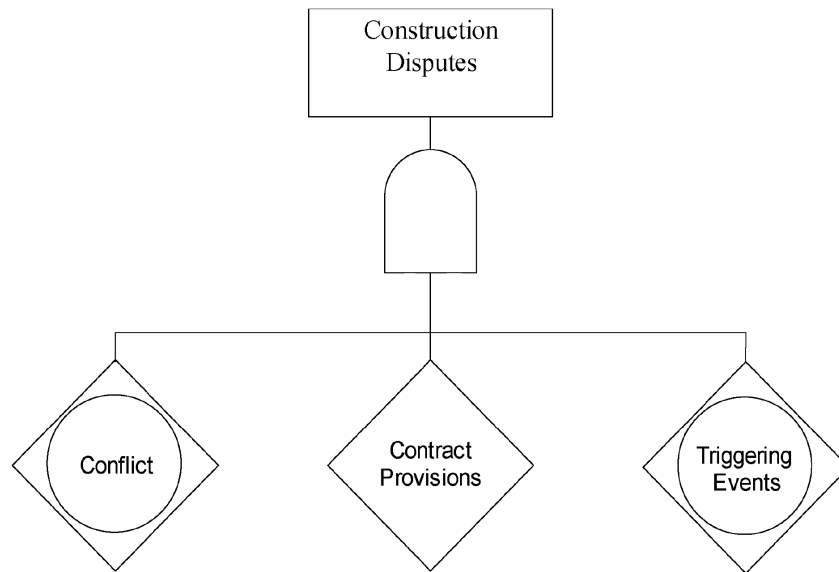 Construction
Disputes
Conflict
Contract
Provisions
Triggering
Events